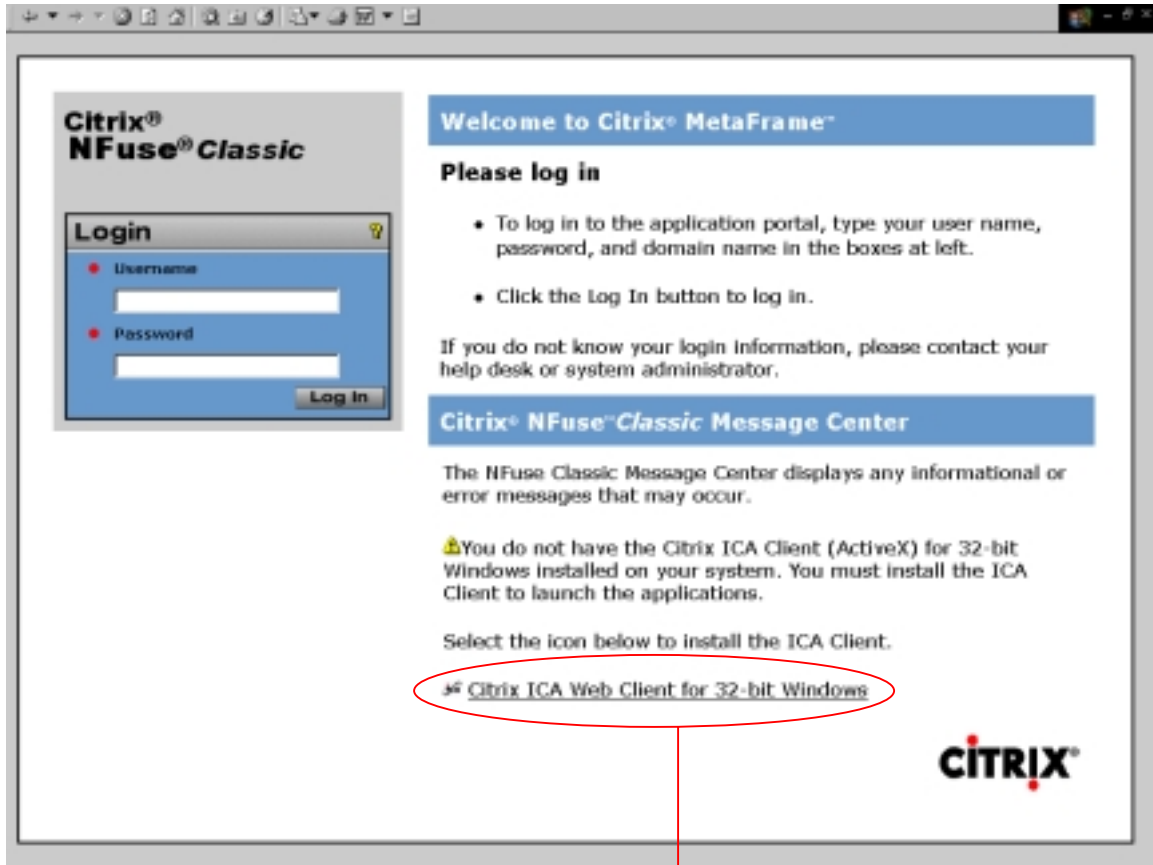 Citrix®
NFuse® Classic
Login
Username
Password
Log In
Welcome to Citrix® MetaFrame™
Please log in
• To log in to the application portal, type your user name,
password, and domain name in the boxes at left.
• Click the Log In button to log in.
If you do not know your login information, please contact your
help desk or system administrator.
Citrix® NFuse™ Classic Message Center
The NFuse Classic Message Center displays any informational or
error messages that may occur.
You do not have the Citrix ICA Client (ActiveX) for 32-bit
Windows installed on your system. You must install the ICA
Client to launch the applications.
Select the icon below to install the ICA Client.
Citrix ICA Web Client for 32-bit Windows
CITRIX®